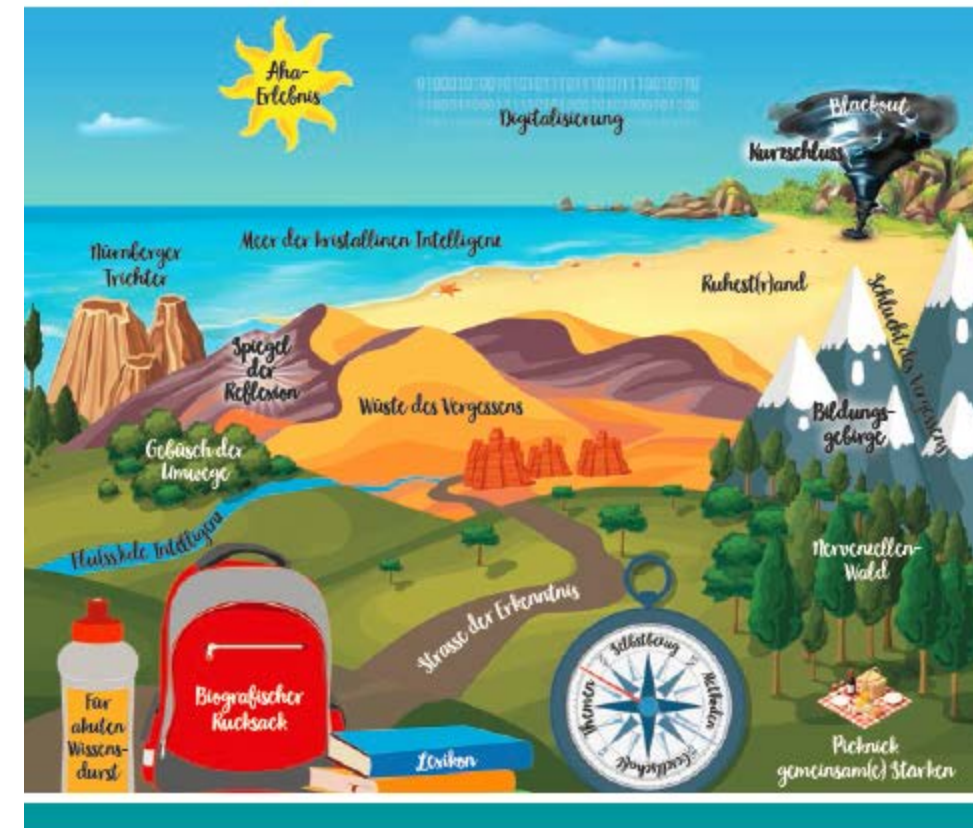 Aha-
Erlebnis
Digitalisierung
Blackout
Kurzschluss
Meer der kristallinen Intelligenz
Nürnberger
Trichter
Ruhest(r)and
Schlucht des Vergessens
Spiegel
der
Reflexion
Wüste des Vergessens
Bildungs-
gebirge
Gebüsch der
Umwege
Fluisskele Intelligenz
Nervenzellen-
Wald
Strasse der Erkenntnis
Selbstbezug
Themen
Methoden
Gesellschaft
Biografischer
Rucksack
Für
akuten
Wissens-
durst
Lexikon
Picknick
gemeinsam(e) Stärken